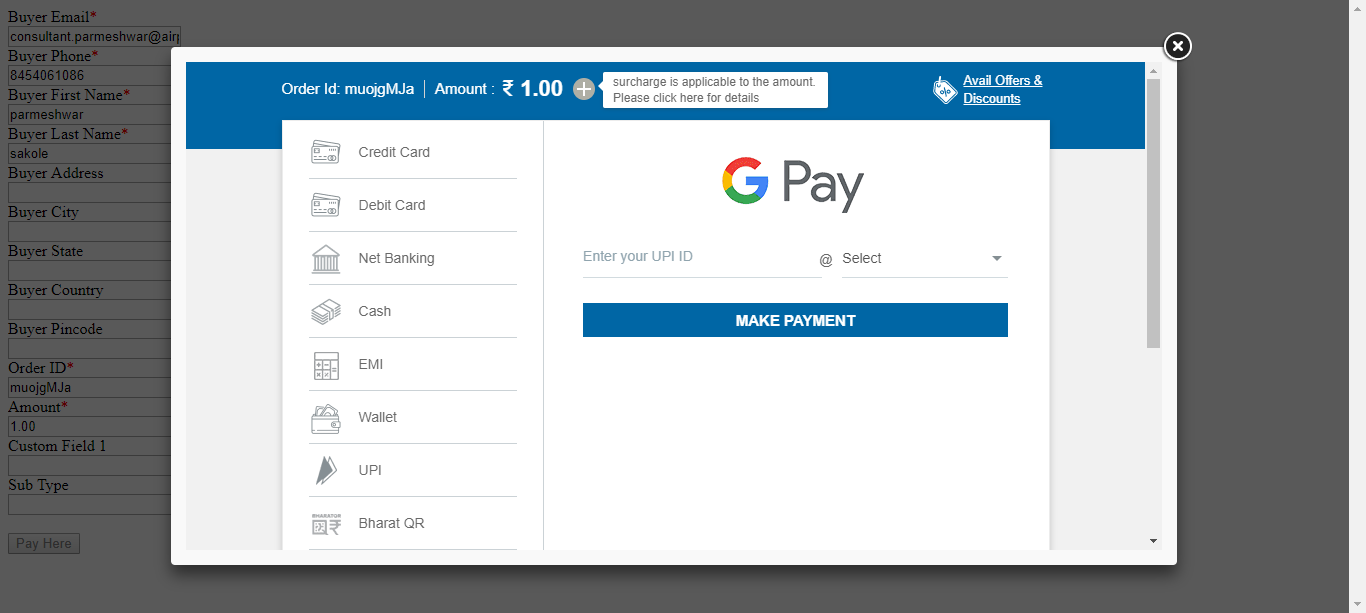 Buyer Email*
consultant.parmeshwar@air
Buyer Phone*
8454061086
Buyer First Name*
parmeshwar
Buyer Last Name*
sakole
Buyer Address
Buyer City
Buyer State
Buyer Country
Buyer Pincode
Order ID*
muojgMJa
Amount*
1.00
Custom Field 1
Sub Type
Pay Here
Order Id: muojgMJa | Amount : ₹ 1.00
surcharge is applicable to the amount.
Please click here for details
Avail Offers &
Discounts
Credit Card
Debit Card
Net Banking
Cash
EMI
Wallet
UPI
BHARATQR
Bharat QR
G Pay
Enter your UPI ID @ Select
MAKE PAYMENT